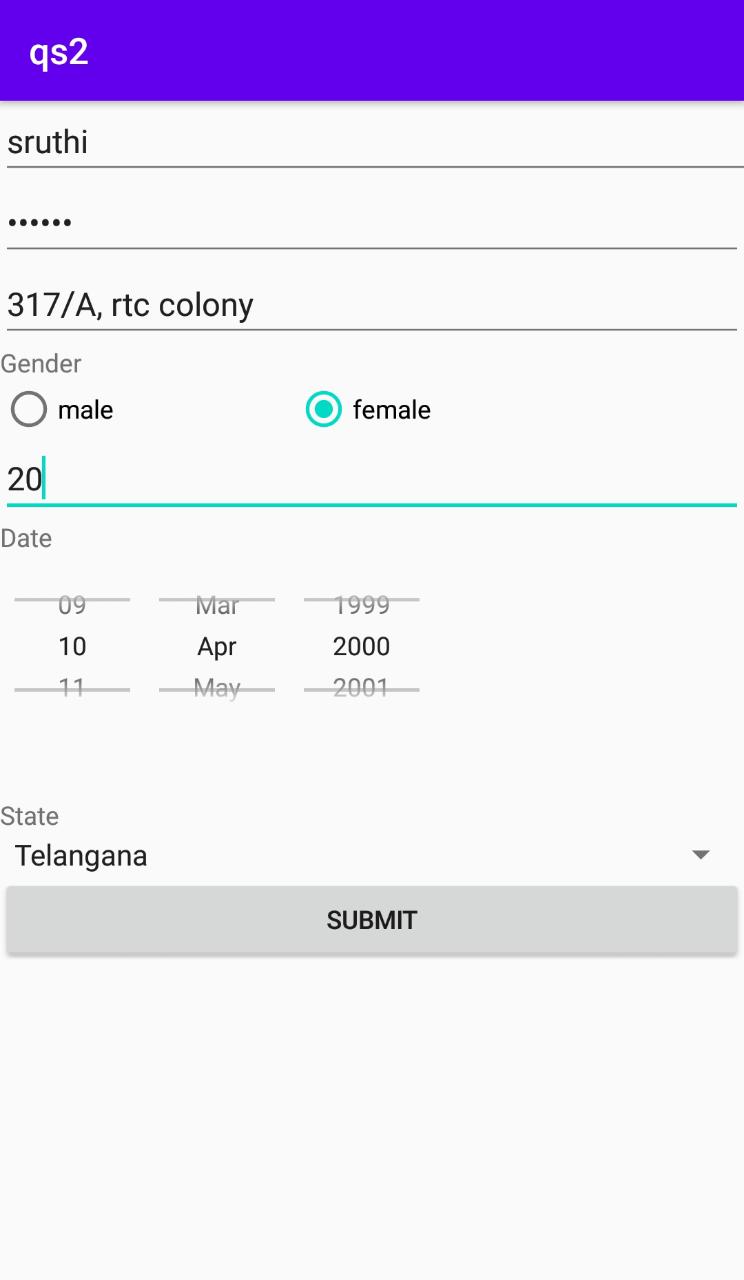 qs2
sruthi
••••••
317/A, rtc colony
Gender
male female
20
Date
09 Mar 1999
10 Apr 2000
11 May 2001
State
Telangana
SUBMIT